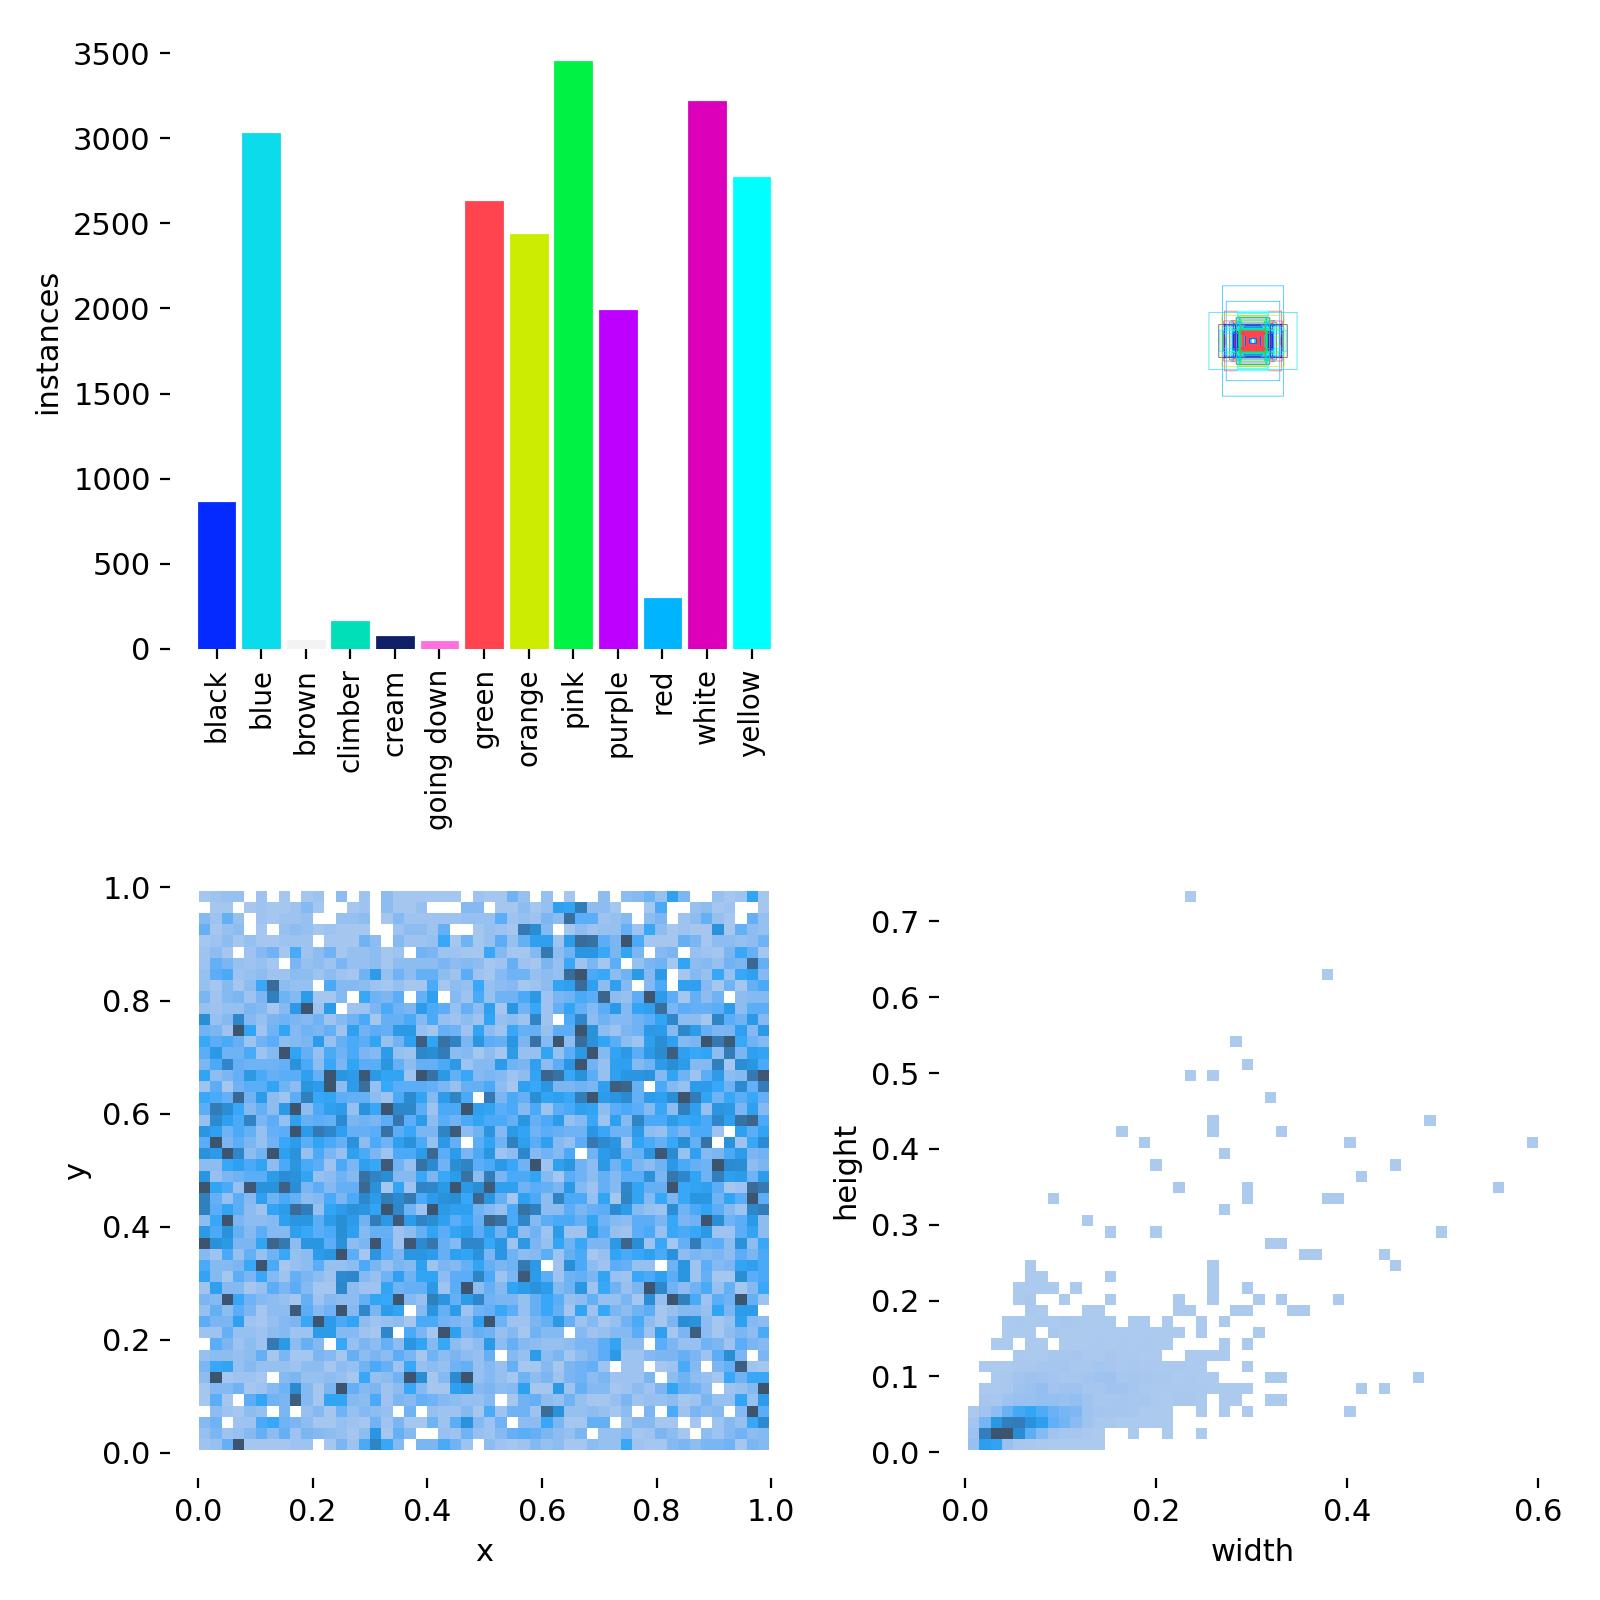 3500
3000
2500
2000
1500
1000
500
0
instances
black
blue
brown
climber
cream
going down
green
orange
pink
purple
red
white
yellow
1.0
0.8
0.6
0.4
0.2
0.0
y
0.0 0.2 0.4 0.6 0.8 1.0
x
0.7
0.6
0.5
0.4
0.3
0.2
0.1
0.0
height
0.0 0.2 0.4 0.6
width